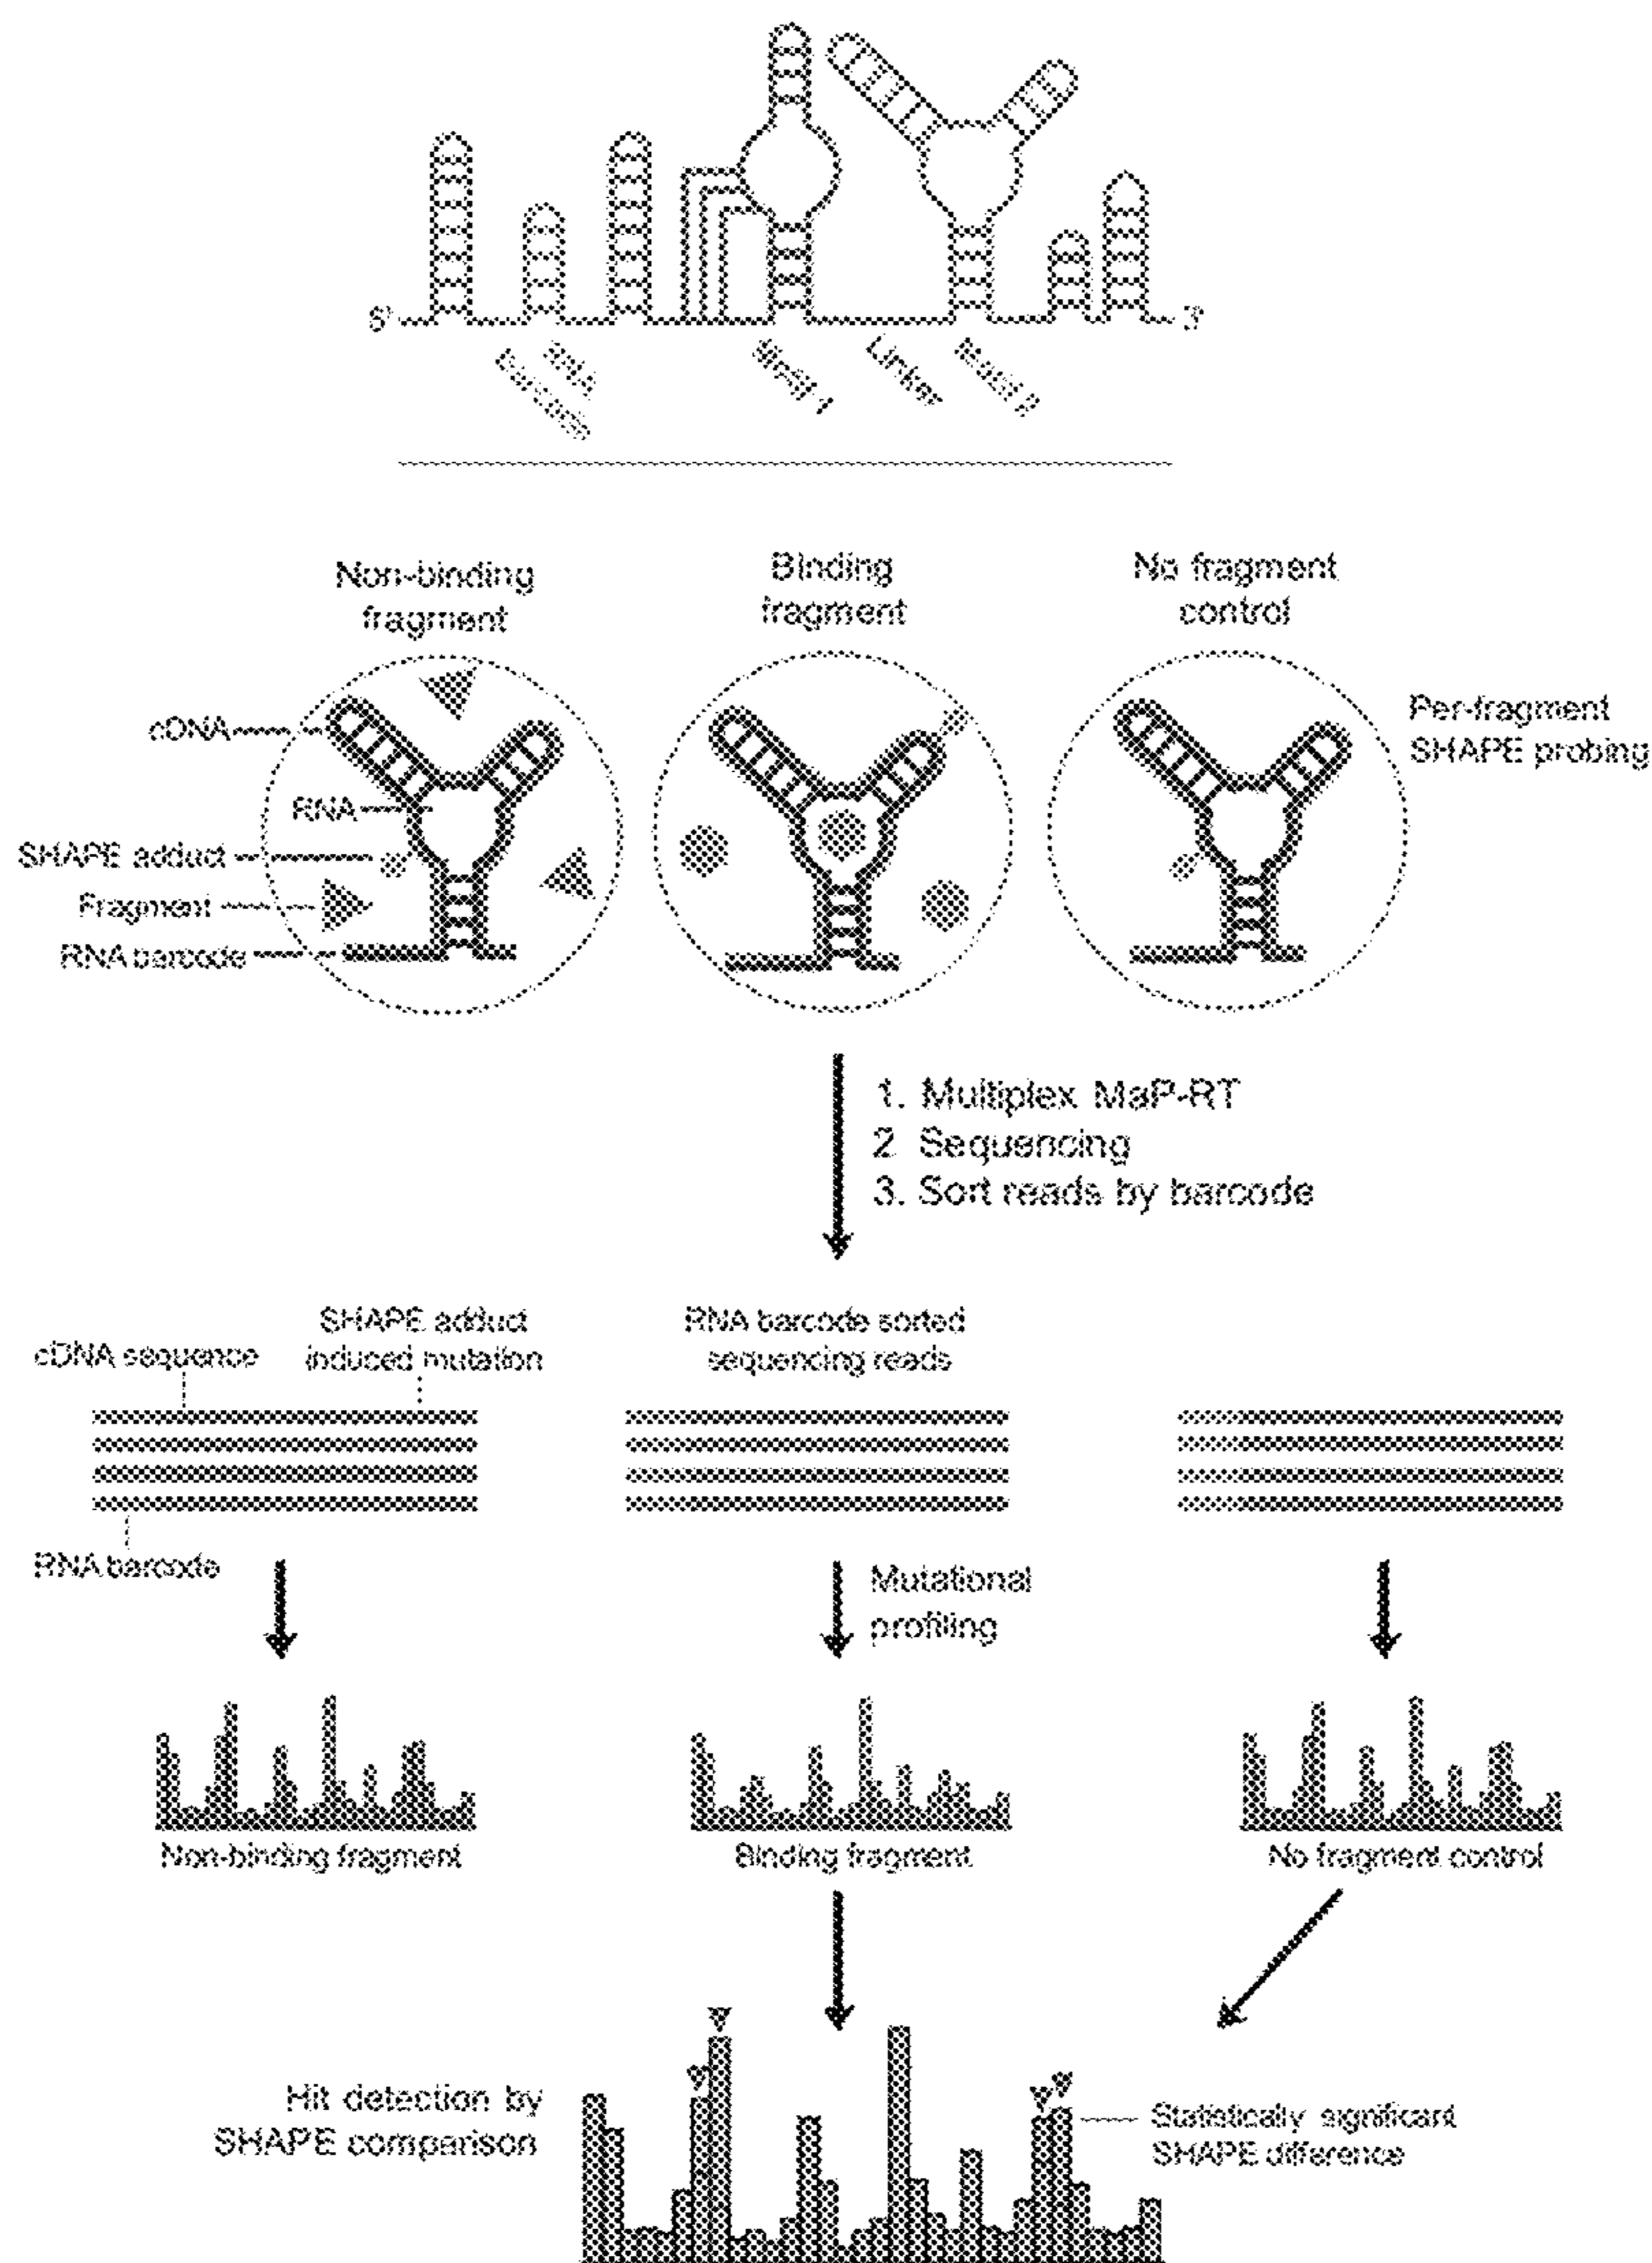 5'
3'
RNA
barcode
Motif 1
Linker
Motif 2
Non-binding
fragment
Binding
fragment
No fragment
control
cDNA
RNA
SHAPE adduct
Fragment
RNA barcode
Per-fragment
SHAPE probing
1. Multiplex MaP-RT
2 Sequencing
3. Sort reads by barcode
cDNA sequence
SHAPE adduct
induced mutation
RNA barcode sorted
sequencing reads
RNA barcode
Mutational
profiling
Non-binding fragment
Binding fragment
No fragment control
Hit detection by
SHAPE comparison
Statistically significant
SHAPE difference